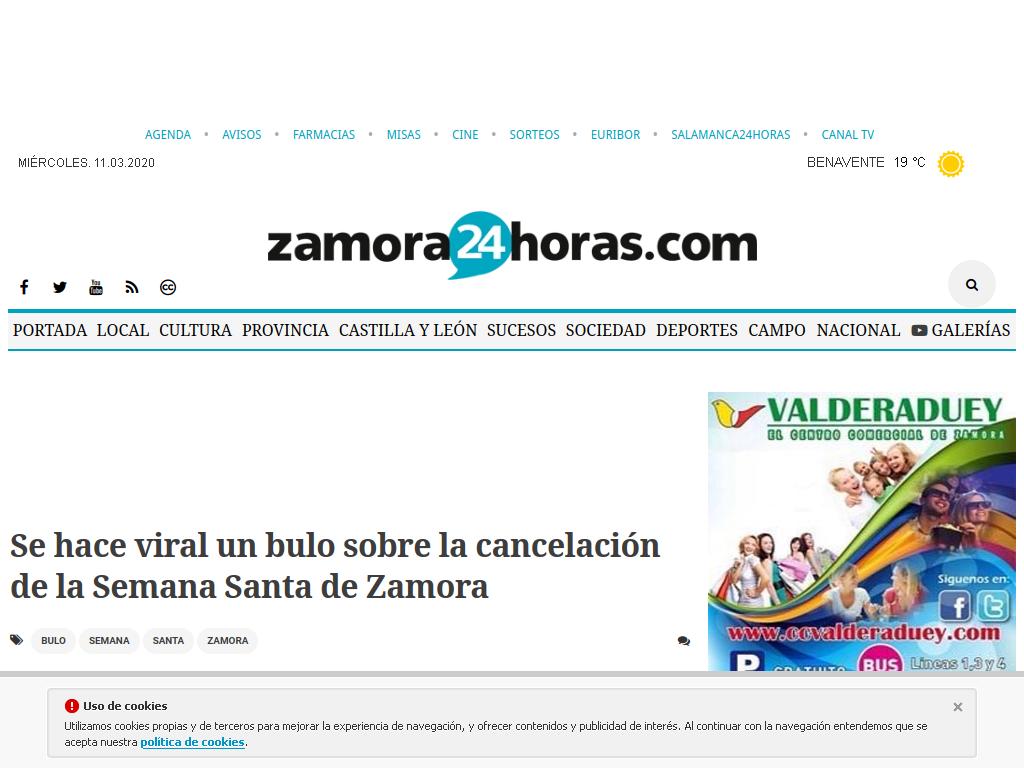 AGENDA • AVISOS • FARMACIAS • MISAS • CINE • SORTEOS • EURIBOR • SALAMANCA24HORAS • CANAL TV
MIÉRCOLES. 11.03.2020
BENAVENTE 19 °C
zamora24horas.com
PORTADA LOCAL CULTURA PROVINCIA CASTILLA Y LEÓN SUCESOS SOCIEDAD DEPORTES CAMPO NACIONAL GALERÍAS
VALDERADUEY
EL CENTRO COMERCIAL DE ZAMORA
Síguenos en:
www.ccvalderaduey.com
P GRATUITO BUS Líneas 1,3 y 4
Se hace viral un bulo sobre la cancelación
de la Semana Santa de Zamora
BULO SEMANA SANTA ZAMORA
Uso de cookies
Utilizamos cookies propias y de terceros para mejorar la experiencia de navegación, y ofrecer contenidos y publicidad de interés. Al continuar con la navegación entendemos que se
acepta nuestra política de cookies.